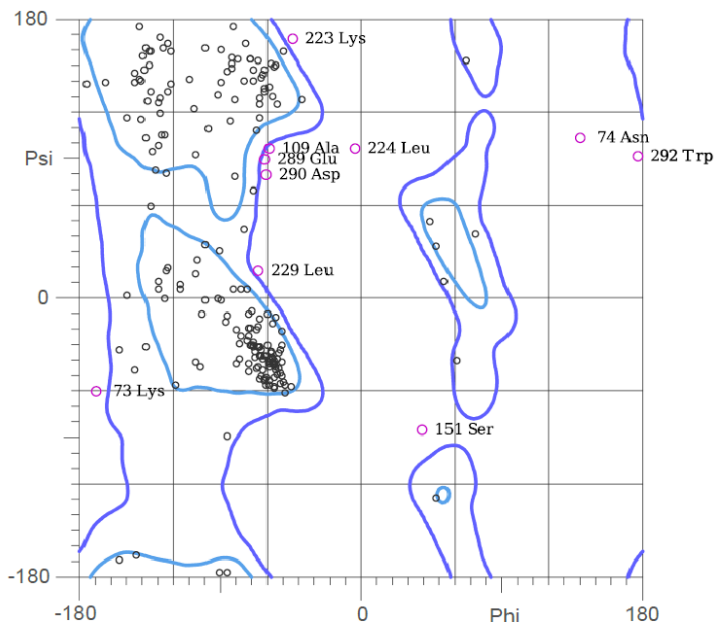 180
223 Lys
74 Asn
109 Ala
224 Leu
Psi
289 Glu
292 Trp
290 Asp
229 Leu
0
73 Lys
151 Ser
-180
-180
0
Phi
180